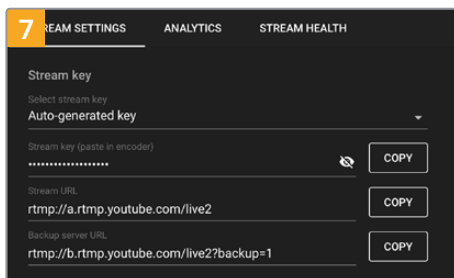 7
REAM SETTINGS ANALYTICS STREAM HEALTH
Stream key
Select stream key
Auto-generated key
Stream key (paste in encoder)
••••••••••••••••••• COPY
Stream URL
rtmp://a.rtmp.youtube.com/live2 COPY
Backup server URL
rtmp://b.rtmp.youtube.com/live2?backup=1 COPY